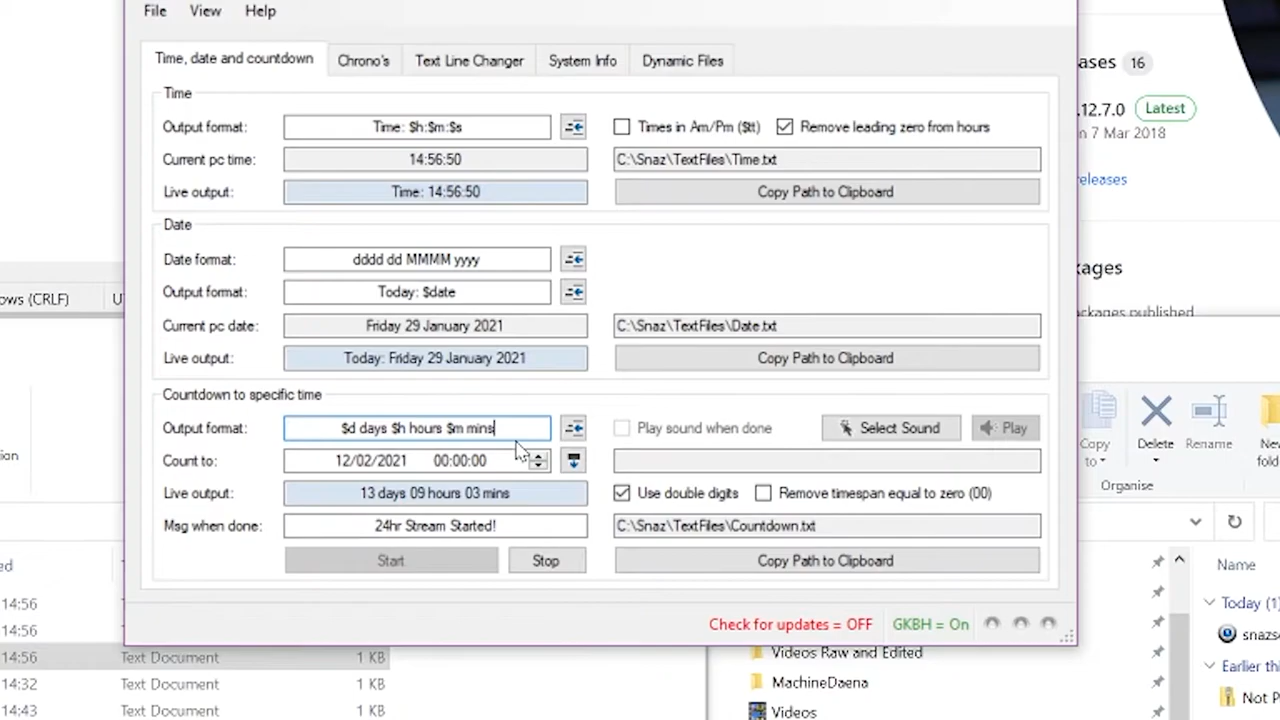 File View Help
Time, date and countdown Chrono's Text Line Changer System Info Dynamic Files
Time
Output format: Time: $h:$m:$s Times in Am/Pm ($tt) Remove leading zero from hours
Current pc time: 14:56:50 C:\Snaz\TextFiles\Time.txt
Live output: Time: 14:56:50 Copy Path to Clipboard
Date
Date format: dddd dd MMMM yyyy
Output format: Today: $date
Current pc date: Friday 29 January 2021 C:\Snaz\TextFiles\Date.txt
Live output: Today: Friday 29 January 2021 Copy Path to Clipboard
Countdown to specific time
Output format: $d days $h hours $m mins Play sound when done Select Sound Play
Count to: 12/02/2021 00:00:00
Live output: 13 days 09 hours 03 mins Use double digits Remove timespan equal to zero (00)
Msg when done: 24hr Stream Started! C:\Snaz\TextFiles\Countdown.txt
Start Stop Copy Path to Clipboard
Check for updates = OFF GKBH = On
ases 16
.12.7.0 Latest
n 7 Mar 2018
releases
kages
ackages published
ows (CRLF) U
Copy to Delete Rename New fold
Organise
Name
Today (1)
snazs
Earlier thi
Not P
14:56
14:56
14:56 Text Document 1 KB
14:32 Text Document 1 KB
14:43 Text Document 1 KB
Videos Raw and Edited
MachineDaena
Videos